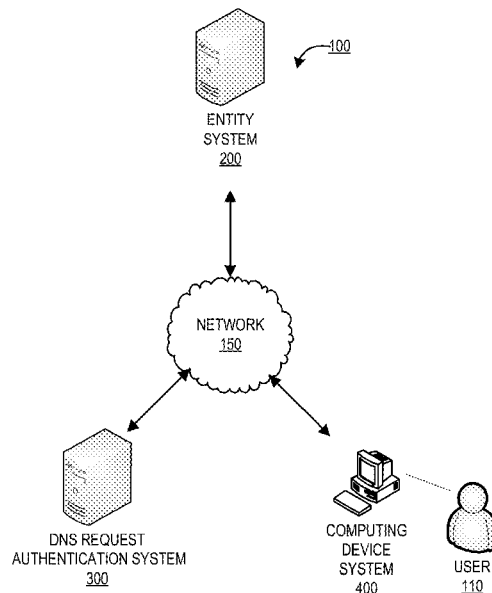 100
ENTITY
SYSTEM
200
NETWORK
150
DNS REQUEST
AUTHENTICATION SYSTEM
300
COMPUTING
DEVICE
SYSTEM
400
USER
110